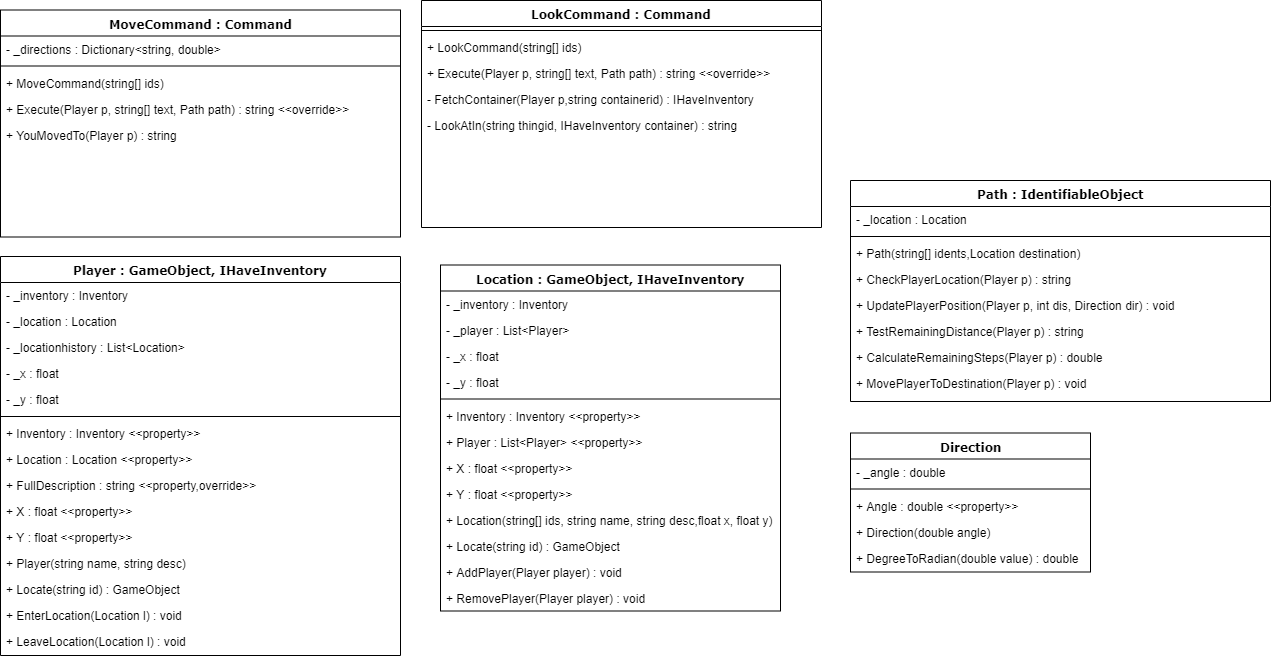 MoveCommand : Command
- _directions : Dictionary<string, double>
+ MoveCommand(string[] ids)
+ Execute(Player p, string[] text, Path path) : string <<override>>
+ YouMovedTo(Player p) : string
LookCommand : Command
+ LookCommand(string[] ids)
+ Execute(Player p, string[] text, Path path) : string <<override>>
- FetchContainer(Player p,string containerid) : IHaveInventory
- LookAtIn(string thingid, IHaveInventory container) : string
Path : IdentifiableObject
- _location : Location
+ Path(string[] idents,Location destination)
+ CheckPlayerLocation(Player p) : string
+ UpdatePlayerPosition(Player p, int dis, Direction dir) : void
+ TestRemainingDistance(Player p) : string
+ CalculateRemainingSteps(Player p) : double
+ MovePlayerToDestination(Player p) : void
Player : GameObject, IHaveInventory
- _inventory : Inventory
- _location : Location
- _locationhistory : List<Location>
- _x : float
- _y : float
+ Inventory : Inventory <<property>>
+ Location : Location <<property>>
+ FullDescription : string <<property,override>>
+ X : float <<property>>
+ Y : float <<property>>
+ Player(string name, string desc)
+ Locate(string id) : GameObject
+ EnterLocation(Location l) : void
+ LeaveLocation(Location l) : void
Location : GameObject, IHaveInventory
- _inventory : Inventory
- _player : List<Player>
- _x : float
- _y : float
+ Inventory : Inventory <<property>>
+ Player : List<Player> <<property>>
+ X : float <<property>>
+ Y : float <<property>>
+ Location(string[] ids, string name, string desc,float x, float y)
+ Locate(string id) : GameObject
+ AddPlayer(Player player) : void
+ RemovePlayer(Player player) : void
Direction
- _angle : double
+ Angle : double <<property>>
+ Direction(double angle)
+ DegreeToRadian(double value) : double